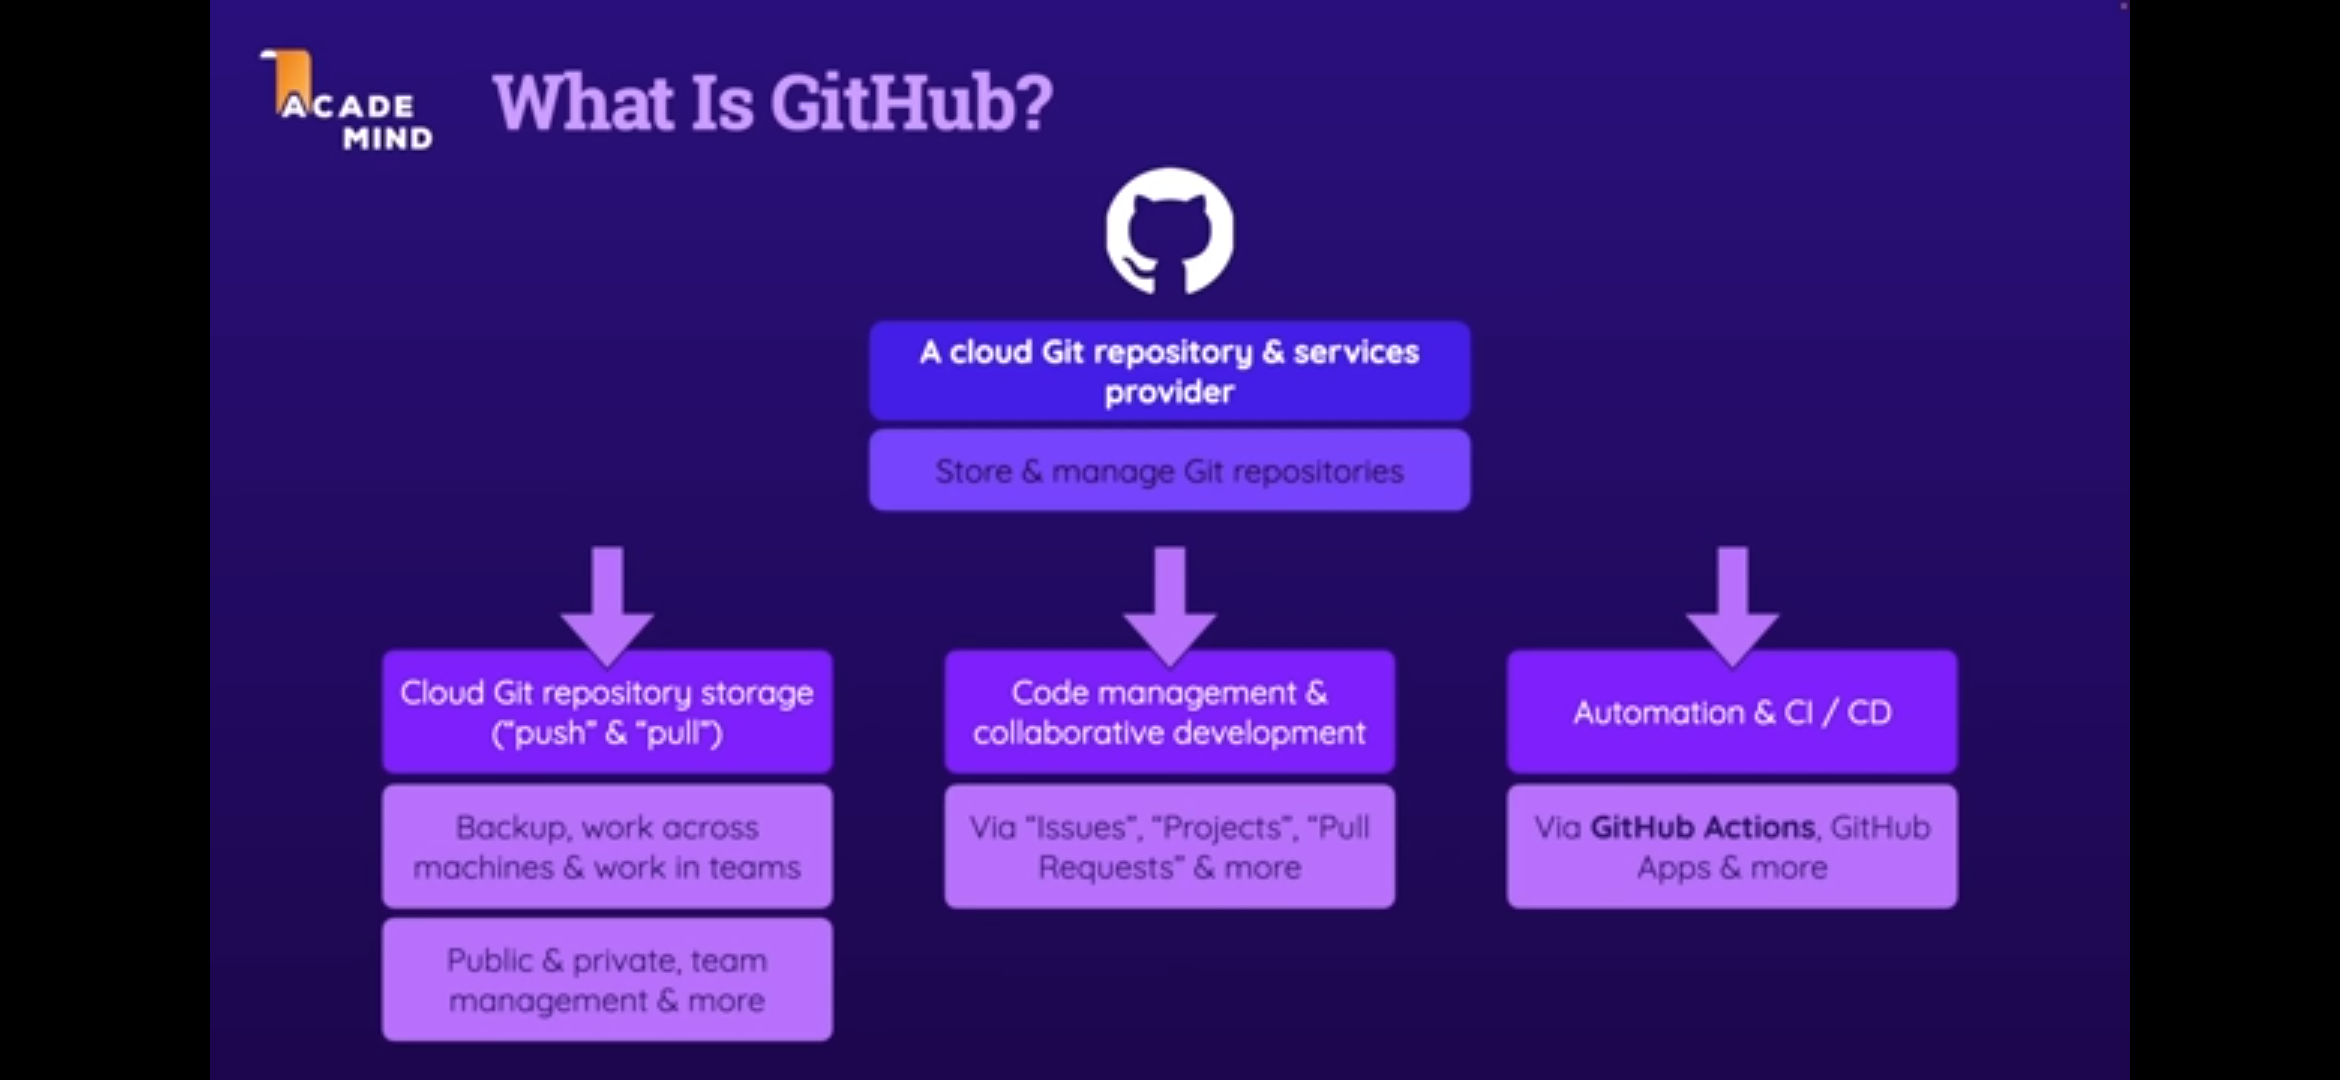 ACADE
MIND
What Is GitHub?
A cloud Git repository & services
provider
Store & manage Git repositories
Cloud Git repository storage
(“push” & “pull”)
Backup, work across
machines & work in teams
Public & private, team
management & more
Code management &
collaborative development
Via “Issues”, “Projects”, “Pull
Requests” & more
Automation & CI / CD
Via GitHub Actions, GitHub
Apps & more